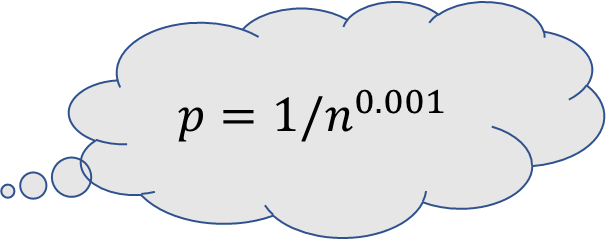 p = 1/n^0.001